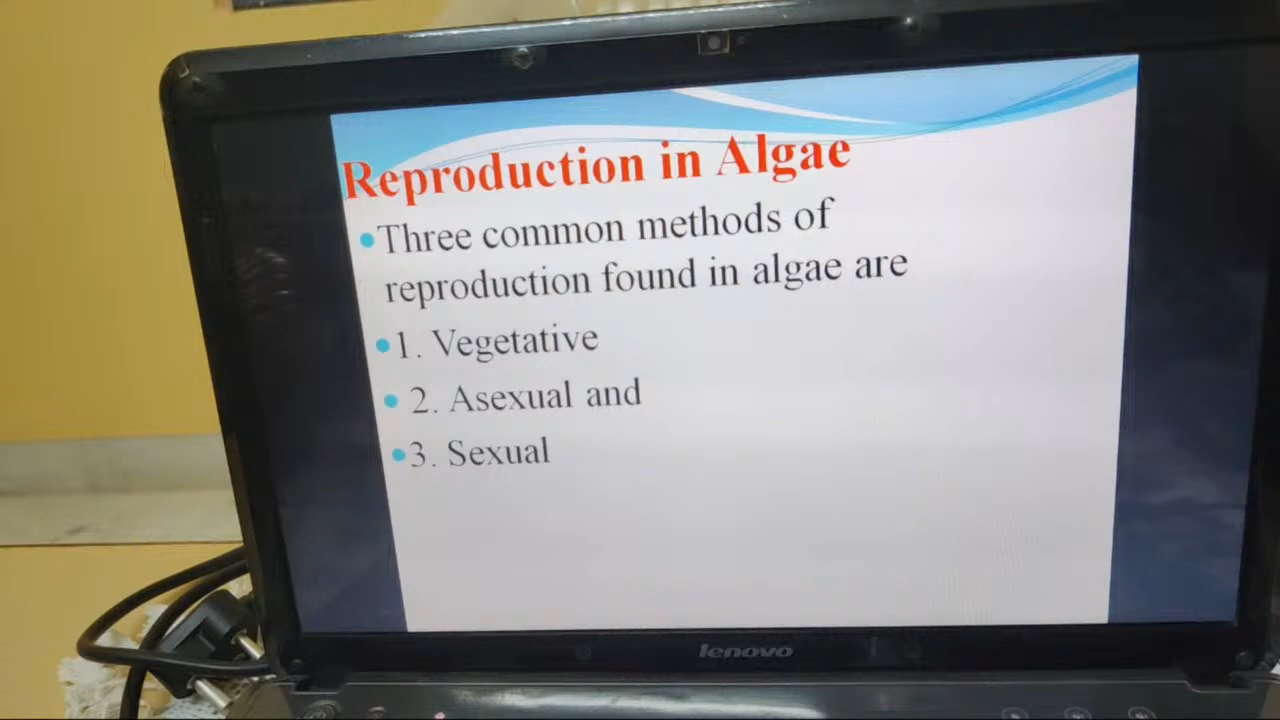 Reproduction in Algae
•Three common methods of
reproduction found in algae are
•1. Vegetative
• 2. Asexual and
•3. Sexual
lenovo